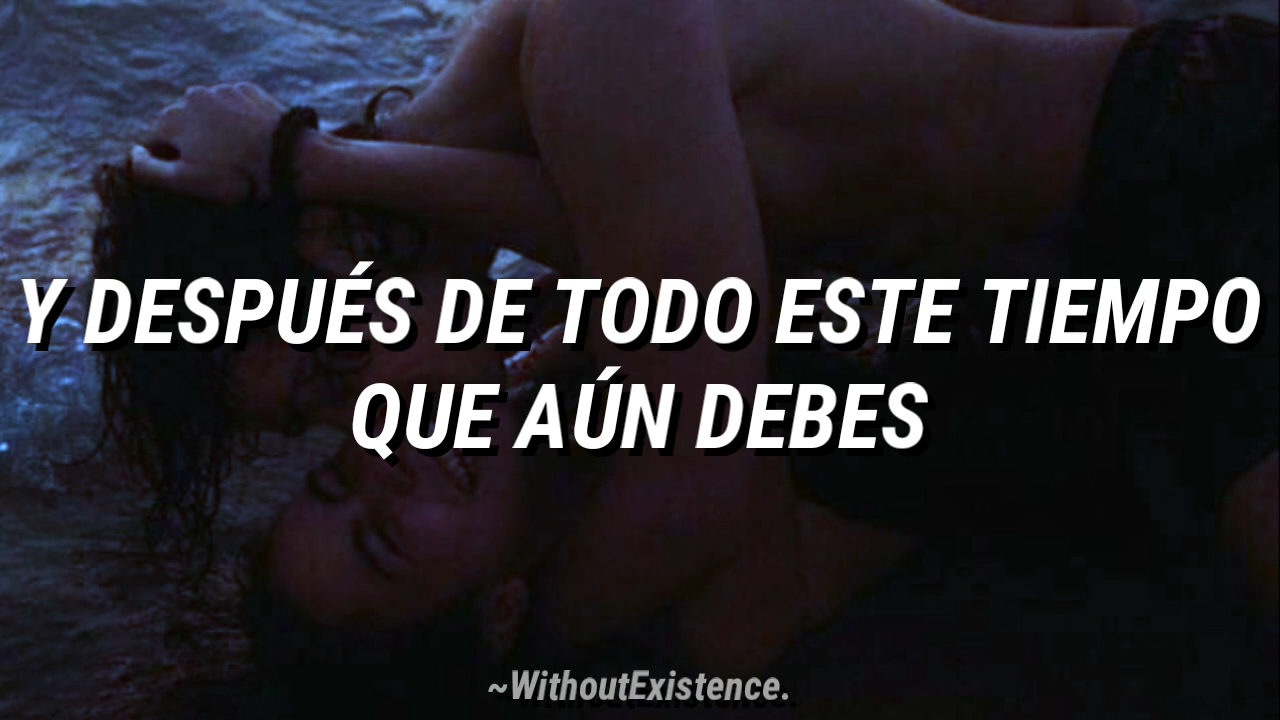 Y DESPUÉS DE TODO ESTE TIEMPO
QUE AÚN DEBES
~WithoutExistence.